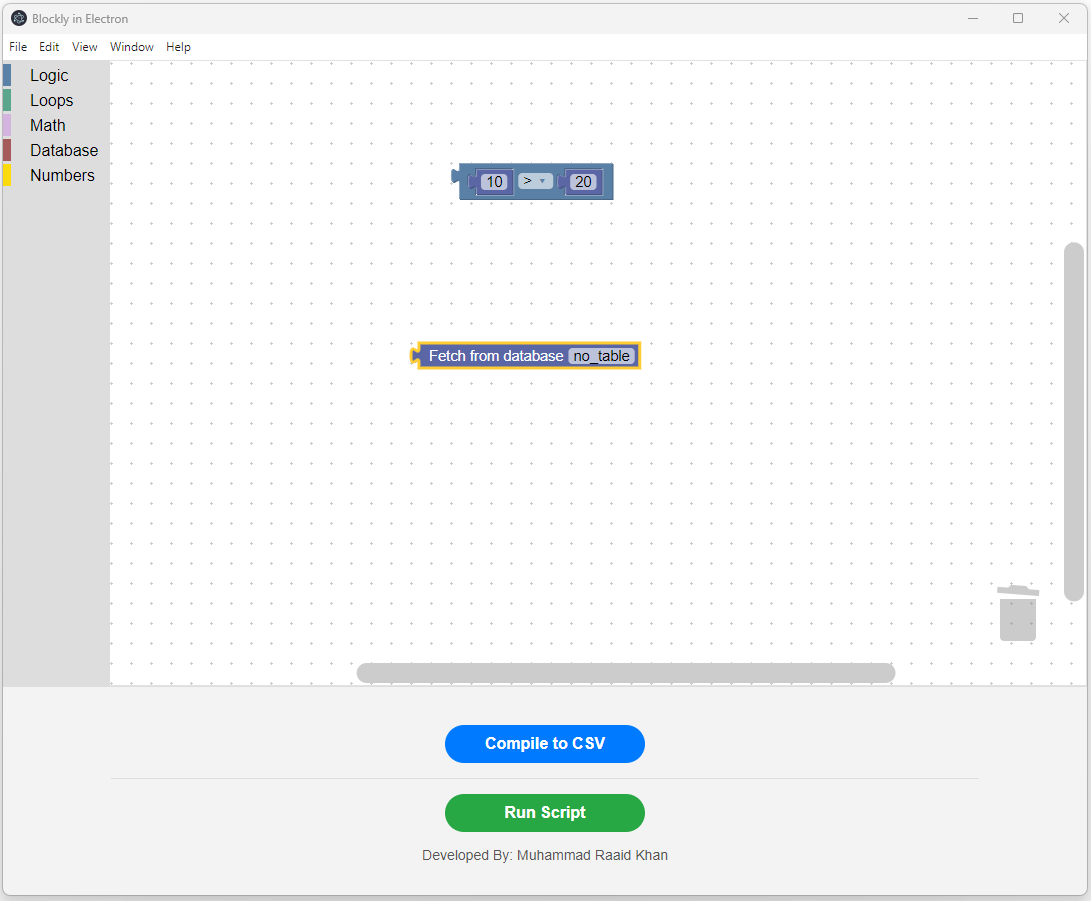 Blockly in Electron
File Edit View Window Help
Logic
Loops
Math
Database
Numbers
10 > 20
Fetch from database no_table
Compile to CSV
Run Script
Developed By: Muhammad Raaid Khan